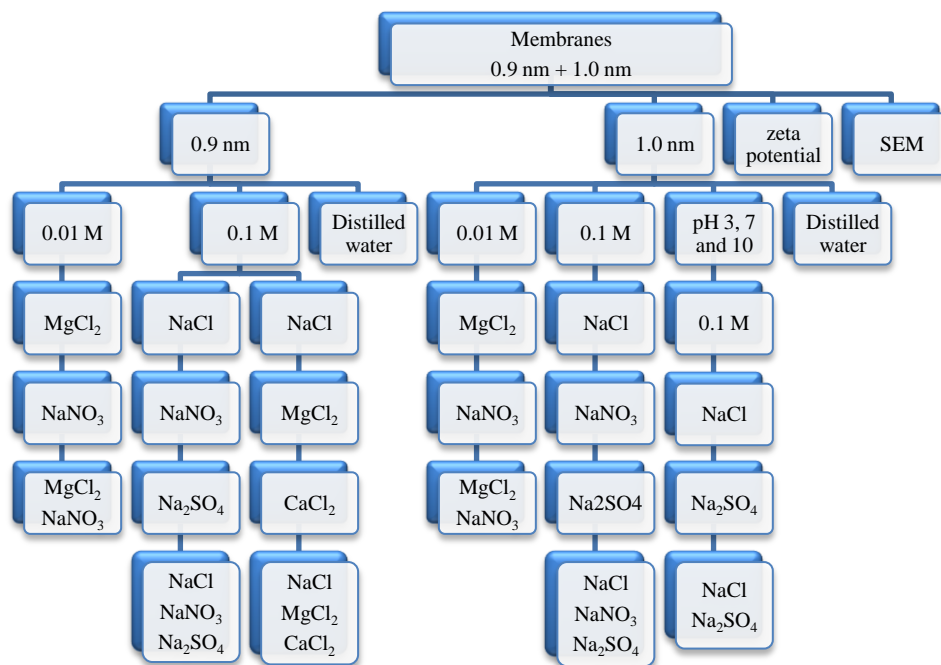 Membranes
0.9 nm + 1.0 nm
0.9 nm
1.0 nm
zeta
potential
SEM
0.01 M
0.1 M
Distilled
water
0.01 M
0.1 M
pH 3, 7
and 10
Distilled
water
MgCl₂
NaCl
NaCl
MgCl₂
NaCl
0.1 M
NaNO₃
NaNO₃
MgCl₂
NaNO₃
NaNO₃
NaCl
MgCl₂
NaNO₃
Na₂SO₄
CaCl₂
MgCl₂
NaNO₃
Na2SO4
Na₂SO₄
NaCl
NaNO₃
Na₂SO₄
NaCl
MgCl₂
CaCl₂
NaCl
NaNO₃
Na₂SO₄
NaCl
Na₂SO₄